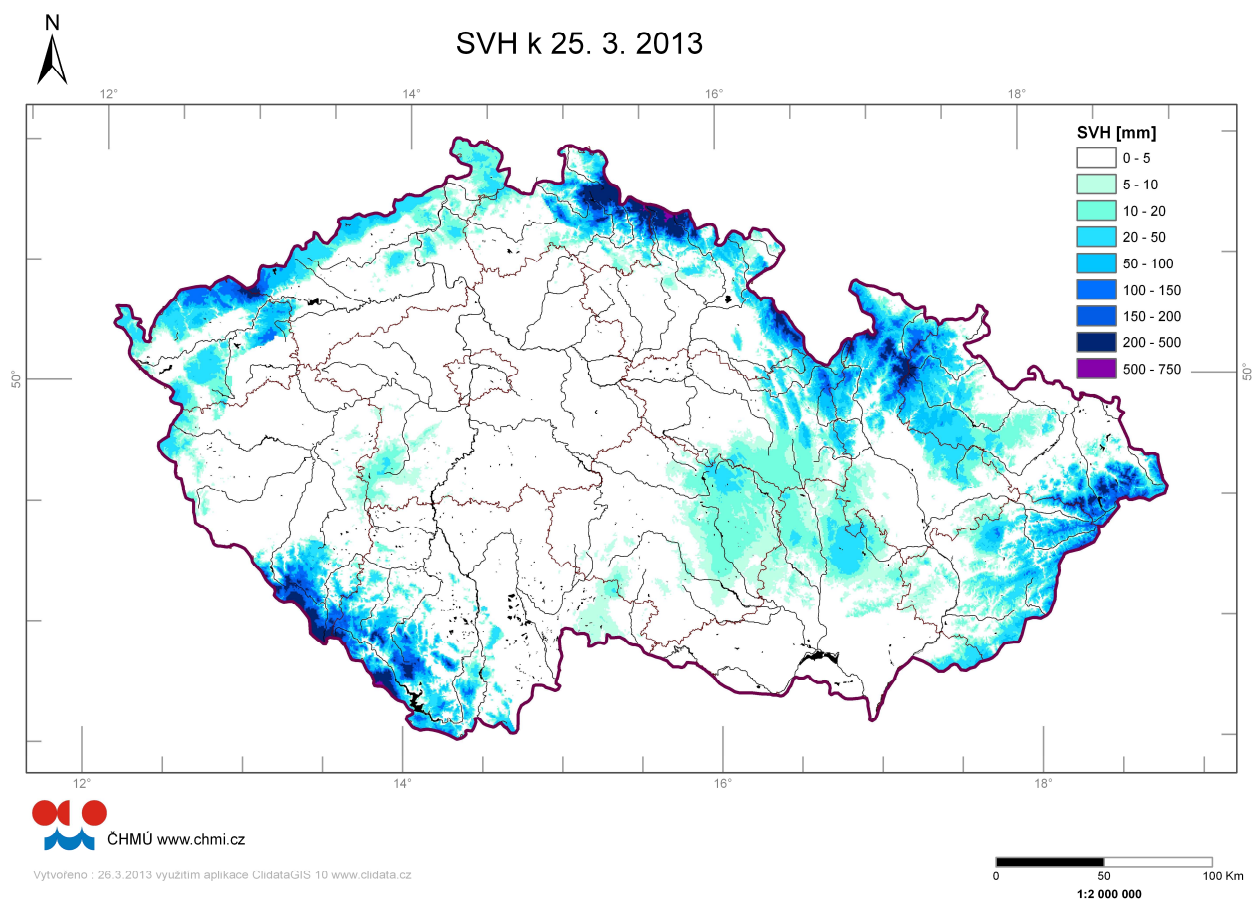 N
SVH k 25. 3. 2013
12°
14°
16°
18°
SVH [mm]
0 - 5
5 - 10
10 - 20
20 - 50
50 - 100
100 - 150
150 - 200
200 - 500
500 - 750
50°
50°
12°
14°
16°
18°
ČHMÚ www.chmi.cz
Vytvořeno : 26.3.2013 využitím aplikace ClidataGIS 10 www.clidata.cz
0
50
100 Km
1:2 000 000